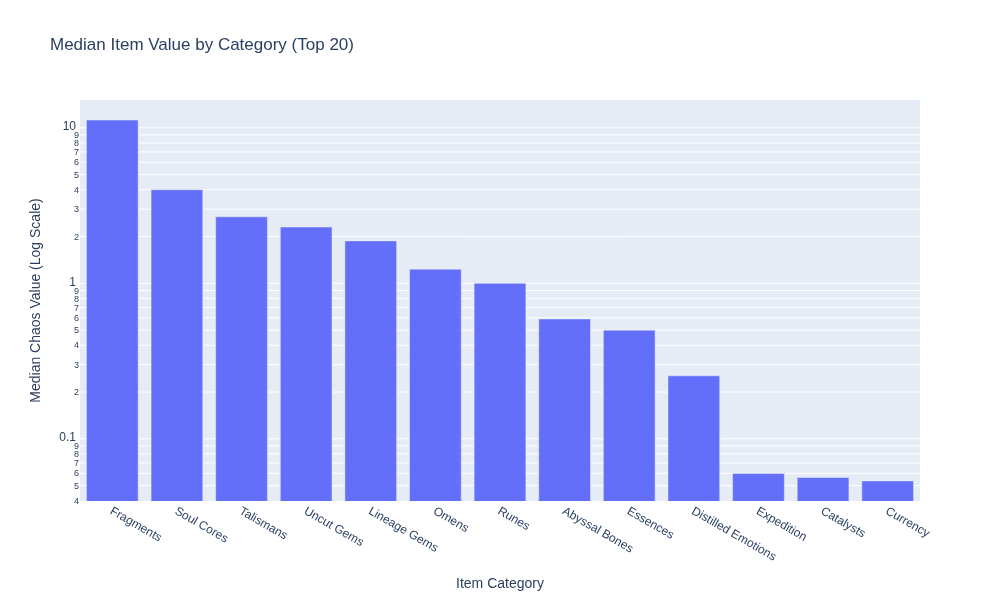 Median Item Value by Category (Top 20)
Median Chaos Value (Log Scale)
10
9
8
7
6
5
4
3
2
1
9
8
7
6
5
4
3
2
0.1
9
8
7
6
5
4
Fragments
Soul Cores
Talismans
Uncut Gems
Lineage Gems
Omens
Runes
Abyssal Bones
Essences
Distilled Emotions
Expedition
Catalysts
Currency
Item Category